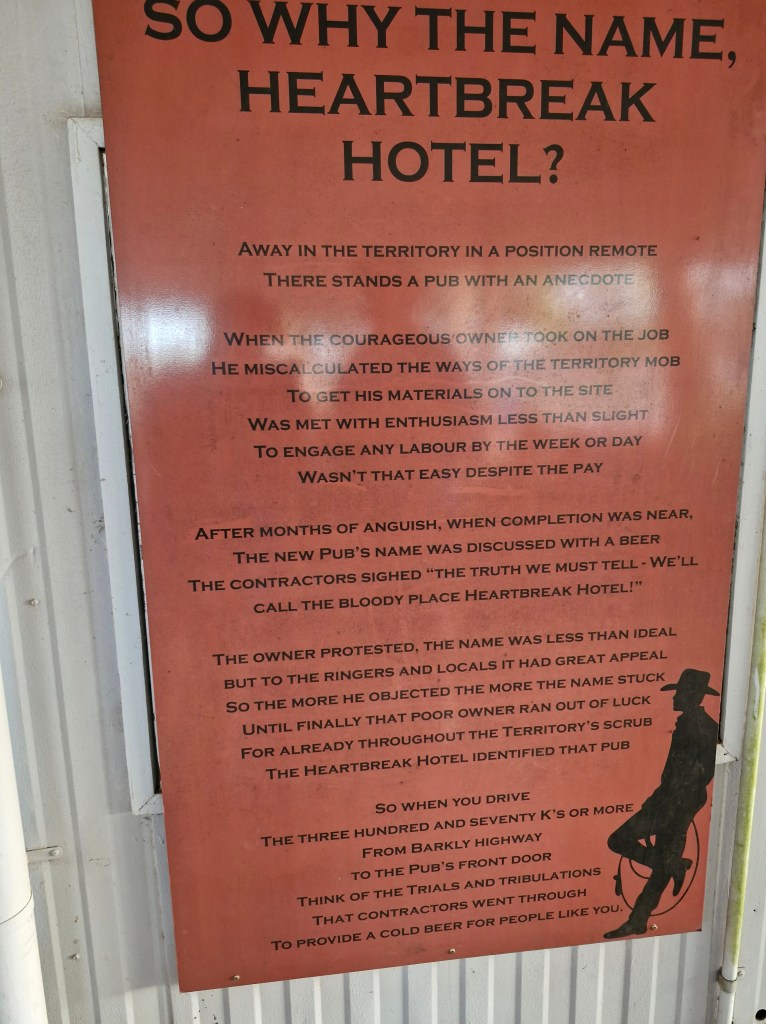 SO WHY THE NAME,
HEARTBREAK
HOTEL?
AWAY IN THE TERRITORY IN A POSITION REMOTE
THERE STANDS A PUB WITH AN ANECDOTE
WHEN THE COURAGEOUS OWNER TOOK ON THE JOB
HE MISCALCULATED THE WAYS OF THE TERRITORY MOB
TO GET HIS MATERIALS ON TO THE SITE
WAS MET WITH ENTHUSIASM LESS THAN SLIGHT
TO ENGAGE ANY LABOUR BY THE WEEK OR DAY
WASN'T THAT EASY DESPITE THE PAY
AFTER MONTHS OF ANGUISH, WHEN COMPLETION WAS NEAR,
THE NEW PUB'S NAME WAS DISCUSSED WITH A BEER
THE CONTRACTORS SIGHED "THE TRUTH WE MUST TELL - WE'LL
CALL THE BLOODY PLACE HEARTBREAK HOTEL!"
THE OWNER PROTESTED, THE NAME WAS LESS THAN IDEAL
BUT TO THE RINGERS AND LOCALS IT HAD GREAT APPEAL
SO THE MORE HE OBJECTED THE MORE THE NAME STUCK
UNTIL FINALLY THAT POOR OWNER RAN OUT OF LUCK
FOR ALREADY THROUGHOUT THE TERRITORY'S SCRUB
THE HEARTBREAK HOTEL IDENTIFIED THAT PUB
SO WHEN YOU DRIVE
THE THREE HUNDRED AND SEVENTY K'S OR MORE
FROM BARKLY HIGHWAY
TO THE PUB'S FRONT DOOR
THINK OF THE TRIALS AND TRIBULATIONS
THAT CONTRACTORS WENT THROUGH
TO PROVIDE A COLD BEER FOR PEOPLE LIKE YOU.